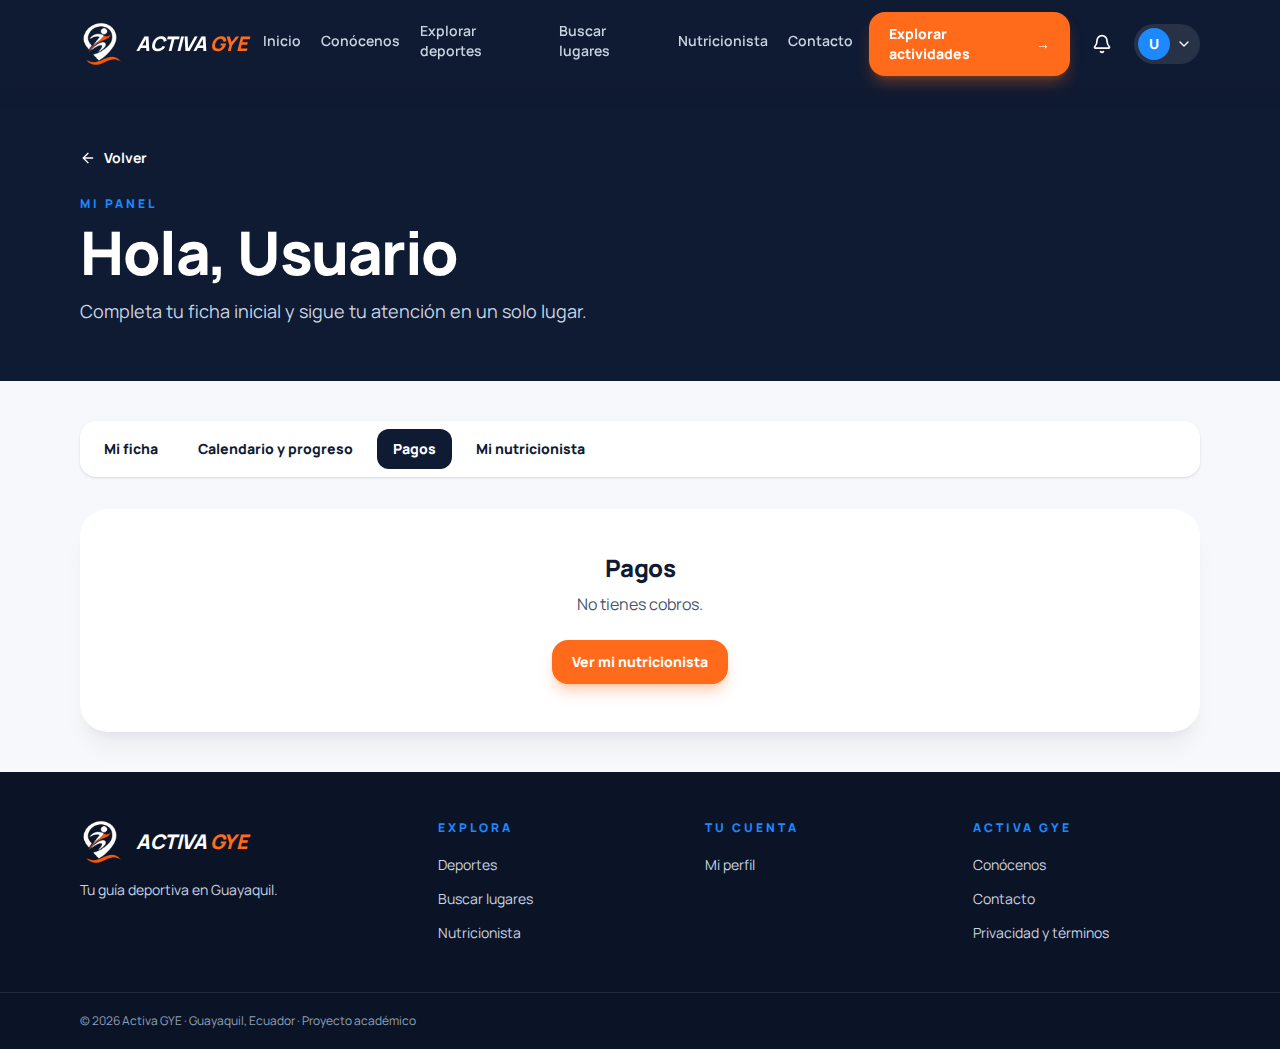 ACTIVA GYE
Inicio
Conócenos
Explorar deportes
Buscar lugares
Nutricionista
Contacto
Explorar actividades →
U
Volver
MI PANEL
Hola, Usuario
Completa tu ficha inicial y sigue tu atención en un solo lugar.
Mi ficha
Calendario y progreso
Pagos
Mi nutricionista
Pagos
No tienes cobros.
Ver mi nutricionista
ACTIVA GYE
Tu guía deportiva en Guayaquil.
EXPLORA
Deportes
Buscar lugares
Nutricionista
TU CUENTA
Mi perfil
ACTIVA GYE
Conócenos
Contacto
Privacidad y términos
© 2026 Activa GYE · Guayaquil, Ecuador · Proyecto académico